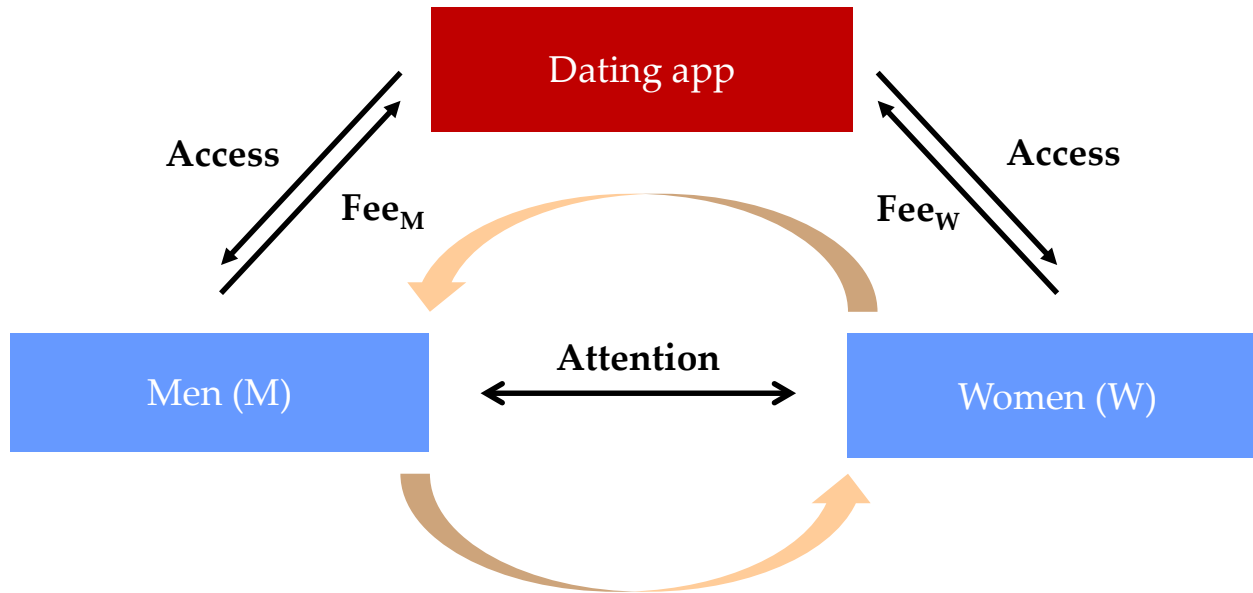 Dating app
Access
Access
Fee_M
Fee_W
Attention
Men (M)
Women (W)